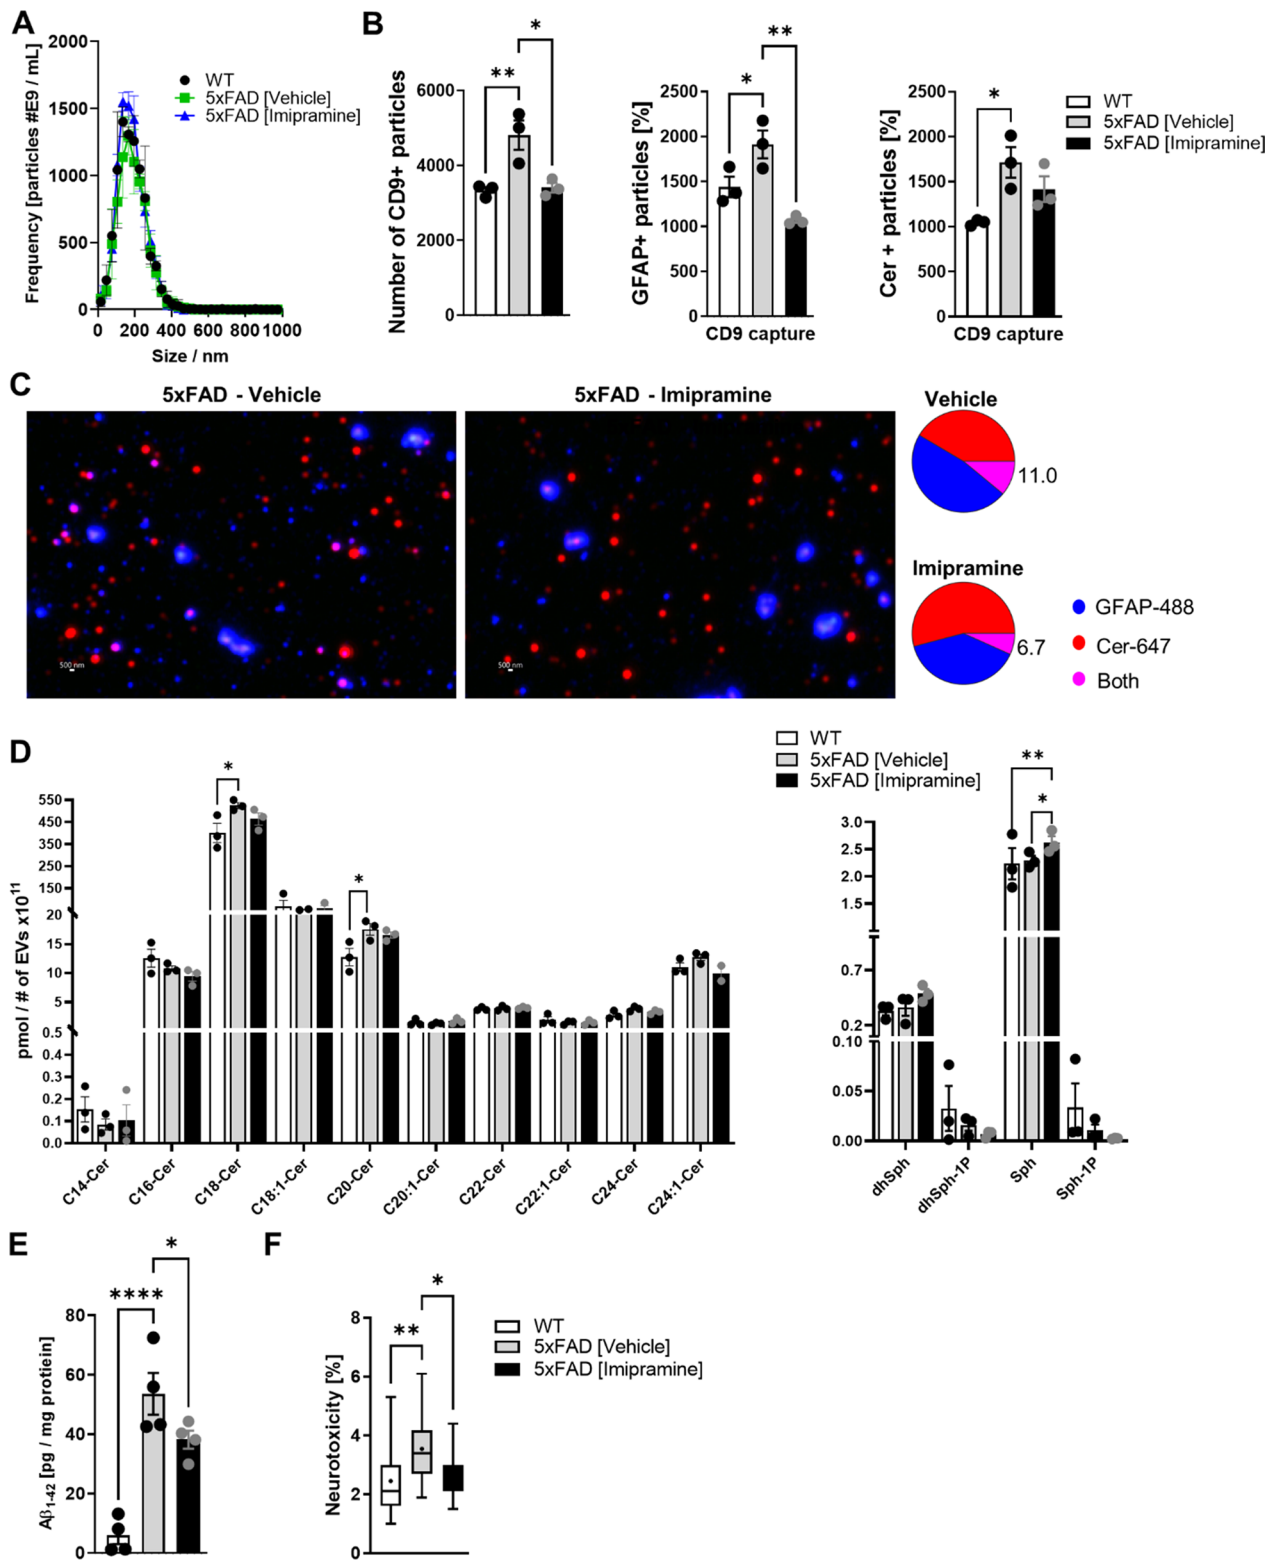 A
Frequency [particles #E9 / mL]
2000
1500
1000
500
0
0 200 400 600 800 1000
Size / nm
WT
5xFAD [Vehicle]
5xFAD [Imipramine]
B
Number of CD9+ particles
6000
4000
2000
0
**
*
GFAP+ particles [%]
2500
2000
1500
1000
500
0
*
**
CD9 capture
Cer + particles [%]
2500
2000
1500
1000
500
0
*
CD9 capture
WT
5xFAD [Vehicle]
5xFAD [Imipramine]
C
5xFAD - Vehicle
500 nm
5xFAD - Imipramine
500 nm
Vehicle
11.0
Imipramine
6.7
GFAP-488
Cer-647
Both
D
pmol / # of EVs x10¹¹
550
450
350
250
150
20
15
10
5
0.5
0.4
0.3
0.2
0.1
0.0
*
*
C14-Cer
C16-Cer
C18-Cer
C18:1-Cer
C20-Cer
C20:1-Cer
C22-Cer
C22:1-Cer
C24-Cer
C24:1-Cer
WT
5xFAD [Vehicle]
5xFAD [Imipramine]
3.0
2.5
2.0
1.5
0.7
0.2
0.10
0.05
0.00
**
*
dhSph
dhSph-1P
Sph
Sph-1P
E
Aβ₁₋₄₂ [pg / mg protiein]
80
60
40
20
0
****
*
F
Neurotoxicity [%]
8
6
4
2
0
**
*
WT
5xFAD [Vehicle]
5xFAD [Imipramine]